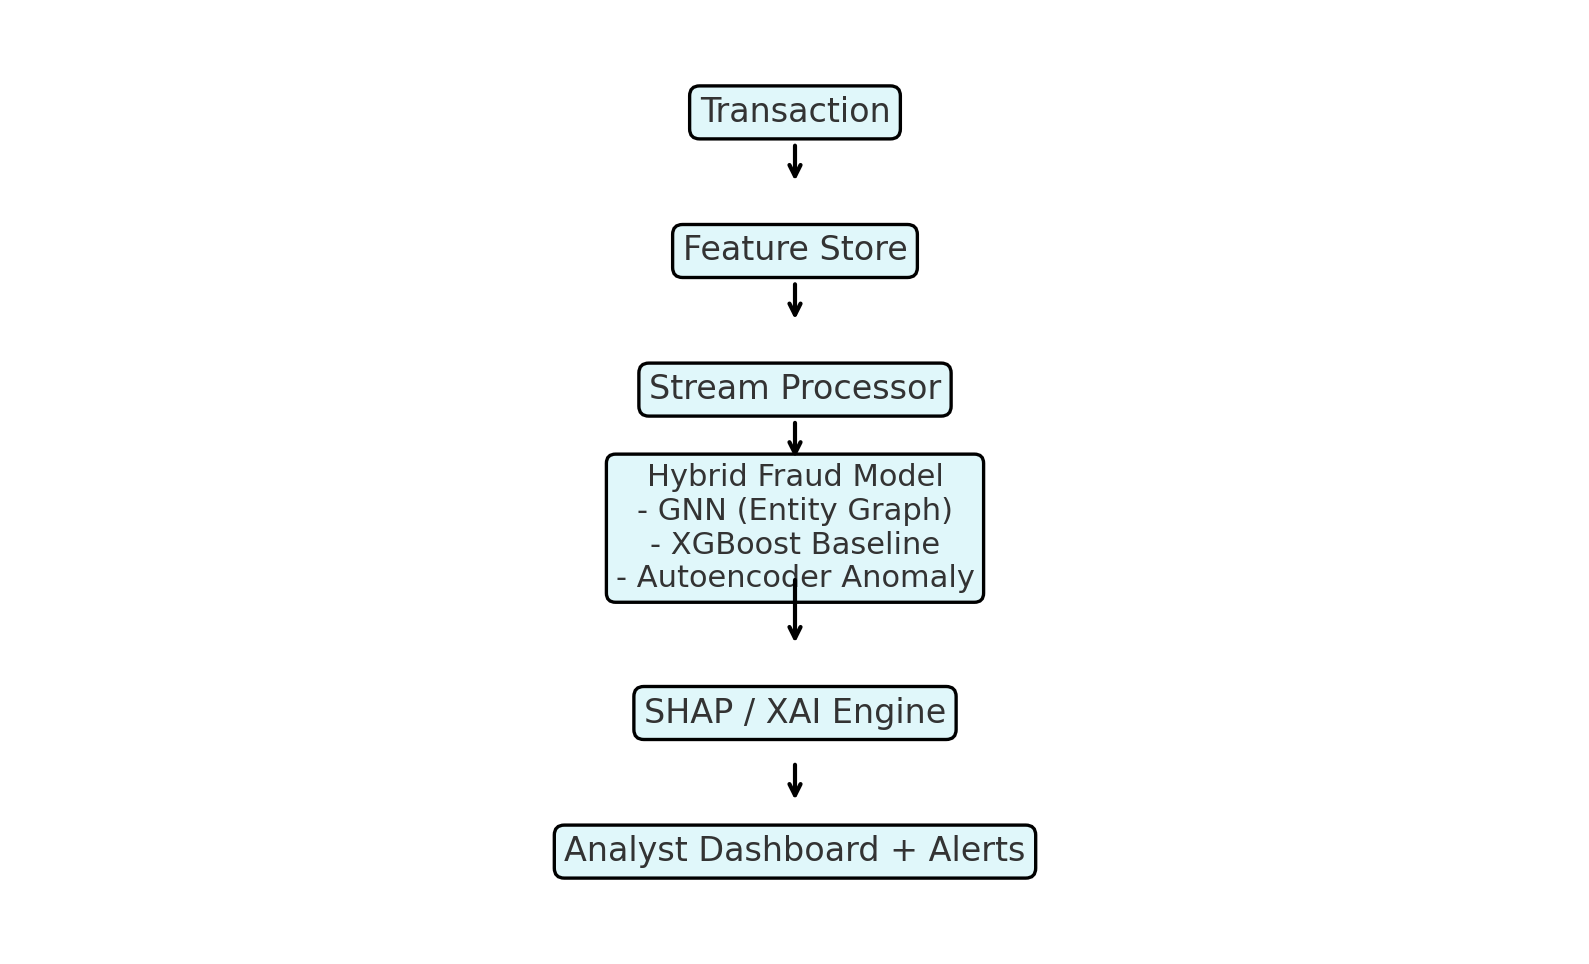 Transaction
Feature Store
Stream Processor
Hybrid Fraud Model
- GNN (Entity Graph)
- XGBoost Baseline
- Autoencoder Anomaly
SHAP / XAI Engine
Analyst Dashboard + Alerts